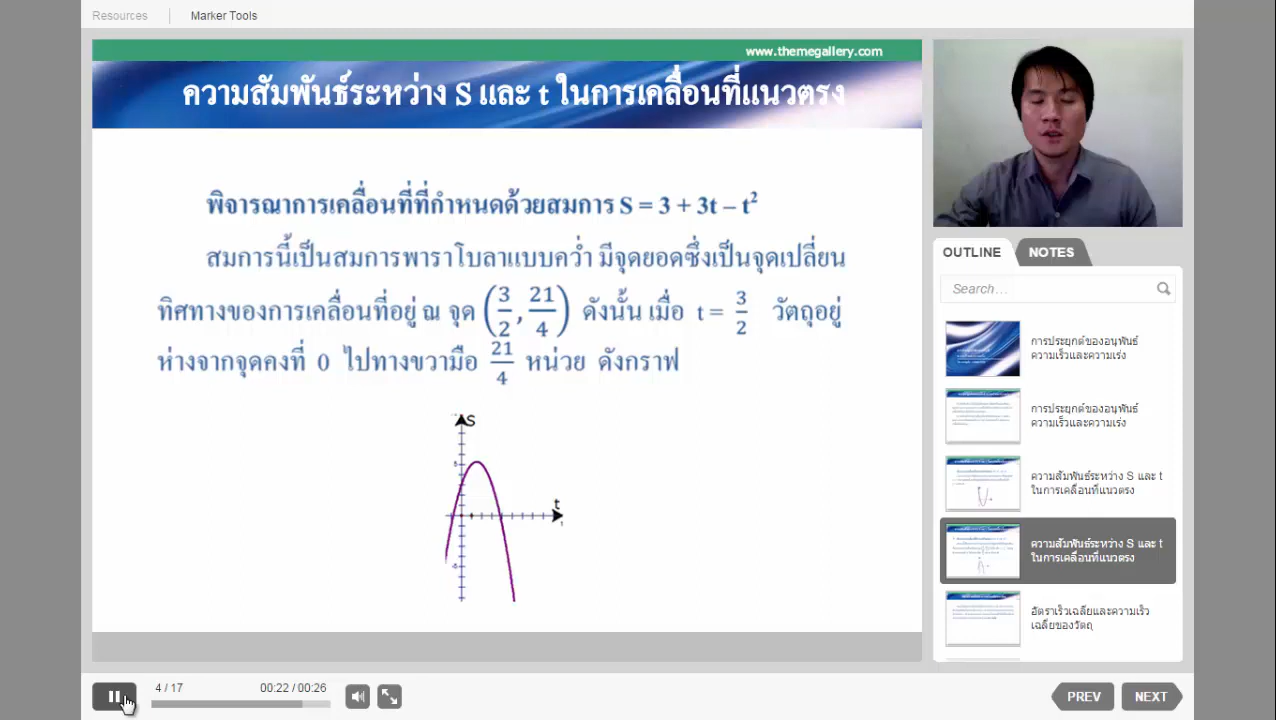 Resources
Marker Tools
www.themegallery.com
ความสัมพันธ์ระหว่าง S และ t ในการเคลื่อนที่แนวตรง
พิจารณาการเคลื่อนที่ที่กำหนดด้วยสมการ S = 3 + 3t – t²
สมการนี้เป็นสมการพาราโบลาแบบคว่ำ มีจุดยอดซึ่งเป็นจุดเปลี่ยน
ทิศทางของการเคลื่อนที่อยู่ ณ จุด (3/2, 21/4) ดังนั้น เมื่อ t = 3/2 วัตถุอยู่
ห่างจากจุดคงที่ 0 ไปทางขวามือ 21/4 หน่วย ดังกราฟ
S
t
OUTLINE
NOTES
Search...
การประยุกต์ของอนุพันธ์
ความเร็วและความเร่ง
การประยุกต์ของอนุพันธ์
ความเร็วและความเร่ง
ความสัมพันธ์ระหว่าง S และ t
ในการเคลื่อนที่แนวตรง
ความสัมพันธ์ระหว่าง S และ t
ในการเคลื่อนที่แนวตรง
อัตราเร็วเฉลี่ยและความเร็ว
เฉลี่ยของวัตถุ
4 / 17
00:22 / 00:26
PREV
NEXT